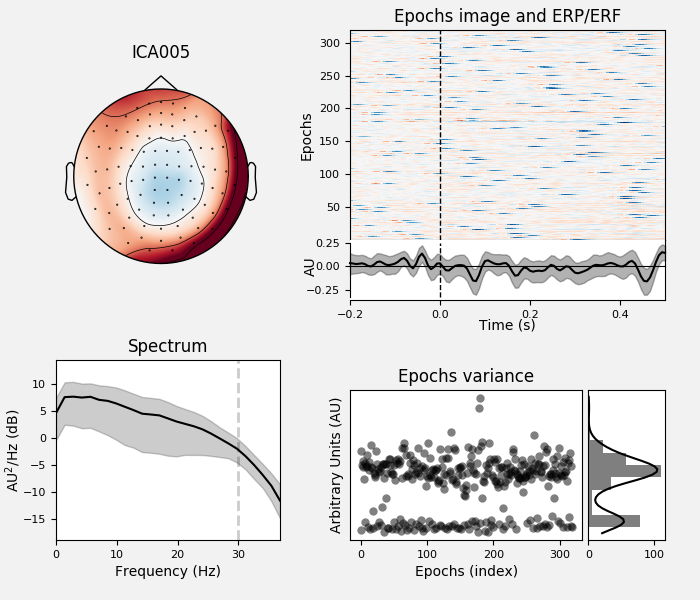 Epochs image and ERP/ERF
ICA005
300
250
200
150
100
50
Epochs
0.25
0.00
−0.25
AU
−0.2
0.0
0.2
0.4
Time (s)
Spectrum
10
5
0
−5
−10
−15
AU²/Hz (dB)
0
10
20
30
Frequency (Hz)
Epochs variance
Arbitrary Units (AU)
0
100
200
300
0
100
Epochs (index)